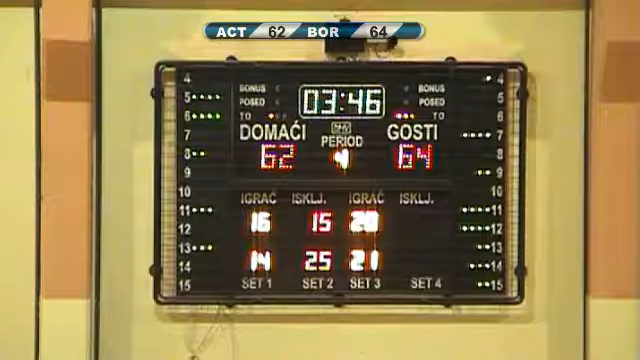 ACT 62 BOR 64
4 4
BONUS 03:46 BONUS
5 POSED POSED 5
6 TO TO 6
7 DOMAĆI PERIOD GOSTI 7
8 62 4 64 8
9 9
10 10
IGRAČ ISKLJ. IGRAČ ISKLJ.
11 16 15 20 11
12 12
13 13
14 14 25 21 14
15 SET 1 SET 2 SET 3 SET 4 15